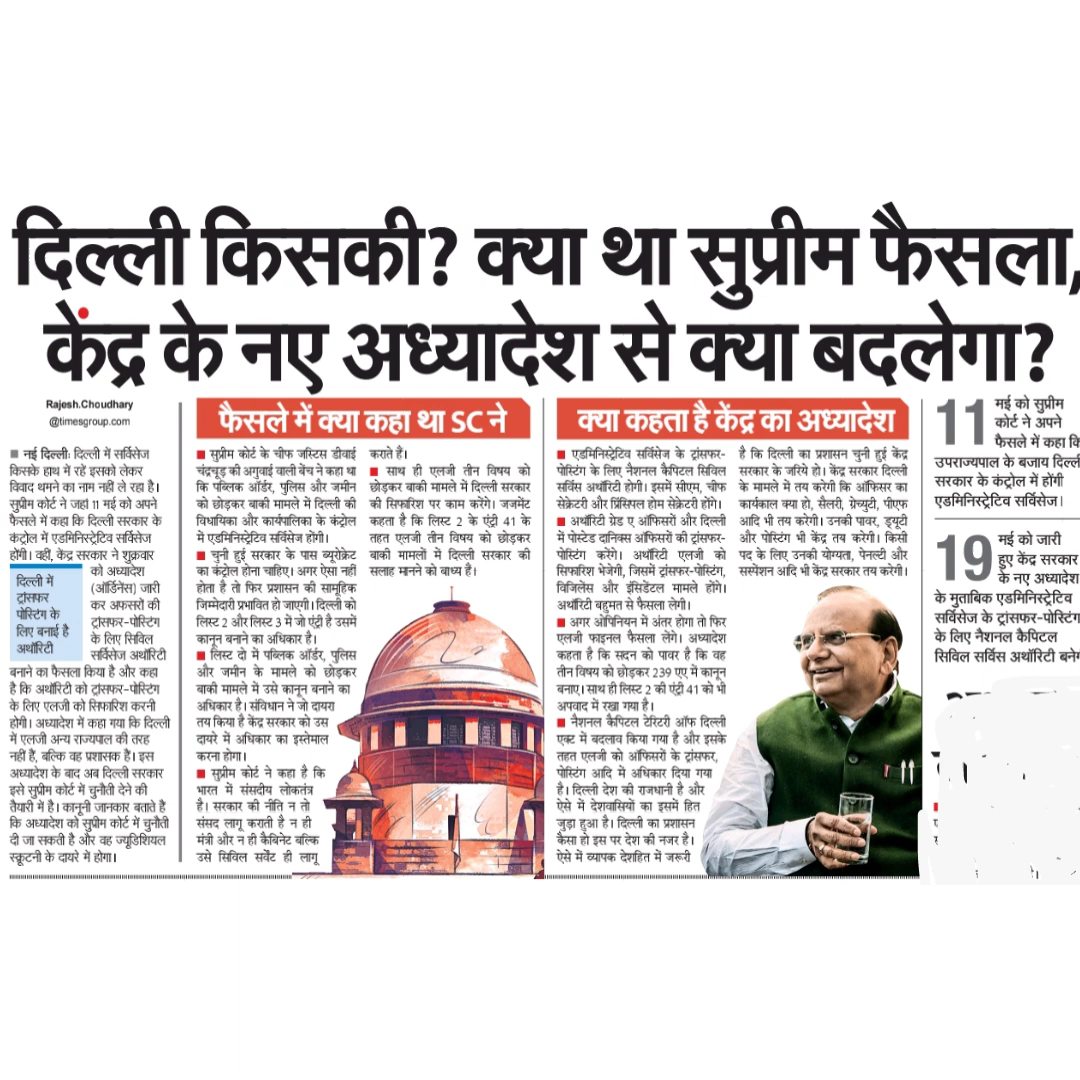 दिल्ली किसकी? क्या था सुप्रीम फैसला,
केंद्र के नए अध्यादेश से क्या बदलेगा?
Rajesh.Choudhary
@timesgroup.com
नई दिल्ली: दिल्ली में सर्विसेज
किसके हाथ में रहें इसको लेकर
विवाद थमने का नाम नहीं ले रहा है।
सुप्रीम कोर्ट ने जहां 11 मई को अपने
फैसले में कहा कि दिल्ली सरकार के
कंट्रोल में एडमिनिस्ट्रेटिव सर्विसेज
होंगी। वहीं, केंद्र सरकार ने शुक्रवार
को अध्यादेश
(ऑर्डिनेंस) जारी
कर अफसरों की
ट्रांसफर-पोस्टिंग
के लिए सिविल
सर्विसेज अथॉरिटी
दिल्ली में
ट्रांसफर
पोस्टिंग के
लिए बनाई है
अथॉरिटी
बनाने का फैसला किया है और कहा
है कि अथॉरिटी को ट्रांसफर-पोस्टिंग
के लिए एलजी को सिफारिश करनी
होगी। अध्यादेश में कहा गया कि दिल्ली
में एलजी अन्य राज्यपाल की तरह
नहीं हैं, बल्कि वह प्रशासक हैं। इस
अध्यादेश के बाद अब दिल्ली सरकार
इसे सुप्रीम कोर्ट में चुनौती देने की
तैयारी में है। कानूनी जानकार बताते हैं
कि अध्यादेश को सुप्रीम कोर्ट में चुनौती
दी जा सकती है और वह ज्यूडिशियल
स्क्रूटनी के दायरे में होगा।
फैसले में क्या कहा था SC ने
सुप्रीम कोर्ट के चीफ जस्टिस डीवाई
चंद्रचूड़ की अगुवाई वाली बेंच ने कहा था
कि पब्लिक ऑर्डर, पुलिस और जमीन
को छोड़कर बाकी मामले में दिल्ली की
विधायिका और कार्यपालिका के कंट्रोल
में एडमिनिस्ट्रेटिव सर्विसेज होंगी।
चुनी हुई सरकार के पास ब्यूरोक्रेट
का कंट्रोल होना चाहिए। अगर ऐसा नहीं
होता है तो फिर प्रशासन की सामूहिक
जिम्मेदारी प्रभावित हो जाएगी। दिल्ली को
लिस्ट 2 और लिस्ट 3 में जो एंट्री है उसमें
कानून बनाने का अधिकार है।
लिस्ट दो में पब्लिक ऑर्डर, पुलिस
और जमीन के मामले को छोड़कर
बाकी मामले में उसे कानून बनाने का
अधिकार है। संविधान ने जो दायरा
तय किया है केंद्र सरकार को उस
दायरे में अधिकार का इस्तेमाल
करना होगा।
सुप्रीम कोर्ट ने कहा है कि
भारत में संसदीय लोकतंत्र
है। सरकार की नीति न तो
संसद लागू कराती है न ही
मंत्री और न ही कैबिनेट बल्कि
उसे सिविल सर्वेंट ही लागू
कराते हैं।
साथ ही एलजी तीन विषय को
छोड़कर बाकी मामले में दिल्ली सरकार
की सिफारिश पर काम करेंगे। जजमेंट
कहता है कि लिस्ट 2 के एंट्री 41 के
तहत एलजी तीन विषय को छोड़कर
बाकी मामलों में दिल्ली सरकार की
सलाह मानने को बाध्य है।
क्या कहता है केंद्र का अध्यादेश
एडमिनिस्ट्रेटिव सर्विसेज के ट्रांसफर-
पोस्टिंग के लिए नैशनल कैपिटल सिविल
सर्विस अथॉरिटी होगी। इसमें सीएम, चीफ
सेक्रेटरी और प्रिंसिपल होम सेक्रेटरी होंगे।
अथॉरिटी ग्रेड ए ऑफिसरों और दिल्ली
में पोस्टेड दानिक्स ऑफिसरों की ट्रांसफर-
पोस्टिंग करेंगे। अथॉरिटी एलजी को
सिफारिश भेजेगी, जिसमें ट्रांसफर-पोस्टिंग,
विजिलेंस और इंसिडेंटल मामले होंगे।
अथॉरिटी बहुमत से फैसला लेगी।
अगर ओपिनियन में अंतर होगा तो फिर
एलजी फाइनल फैसला लेंगे। अध्यादेश
कहता है कि सदन को पावर है कि वह
तीन विषय को छोड़कर 239 एए में कानून
बनाए। साथ ही लिस्ट 2 की एंट्री 41 को भी
अपवाद में रखा गया है।
नैशनल कैपिटल टेरिटरी ऑफ दिल्ली
एक्ट में बदलाव किया गया है और इसके
तहत एलजी को ऑफिसरों के ट्रांसफर,
पोस्टिंग आदि में अधिकार दिया गया
है। दिल्ली देश की राजधानी है और
ऐसे में देशवासियों का इसमें हित
जुड़ा हुआ है। दिल्ली का प्रशासन
कैसा हो इस पर देश की नजर है।
ऐसे में व्यापक देशहित में जरूरी
है कि दिल्ली का प्रशासन चुनी हुई केंद्र
सरकार के जरिये हो। केंद्र सरकार दिल्ली
के मामले में तय करेगी कि ऑफिसर का
कार्यकाल क्या हो, सैलरी, ग्रेच्युटी, पीएफ
आदि भी तय करेगी। उनकी पावर, ड्यूटी
और पोस्टिंग भी केंद्र तय करेगी। किसी
पद के लिए उनकी योग्यता, पेनल्टी और
सस्पेंशन आदि भी केंद्र सरकार तय करेगी।
11 मई को सुप्रीम
कोर्ट ने अपने
फैसले में कहा कि
उपराज्यपाल के बजाय दिल्ली
सरकार के कंट्रोल में होंगी
एडमिनिस्ट्रेटिव सर्विसेज।
19 मई को जारी
हुए केंद्र सरकार
के नए अध्यादेश
के मुताबिक एडमिनिस्ट्रेटिव
सर्विसेज के ट्रांसफर-पोस्टिंग
के लिए नैशनल कैपिटल
सिविल सर्विस अथॉरिटी बनेगी